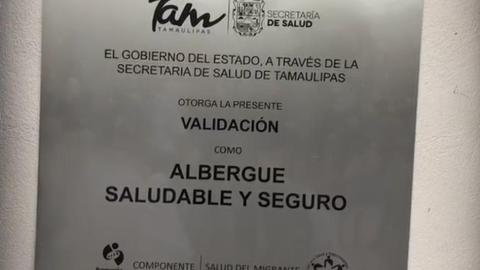 Tam
TAMAULIPAS
SECRETARÍA
DE SALUD
EL GOBIERNO DEL ESTADO, A TRAVÉS DE LA
SECRETARIA DE SALUD DE TAMAULIPAS
OTORGA LA PRESENTE
VALIDACIÓN
COMO
ALBERGUE
SALUDABLE Y SEGURO
COMPONENTE SALUD DEL MIGRANTE